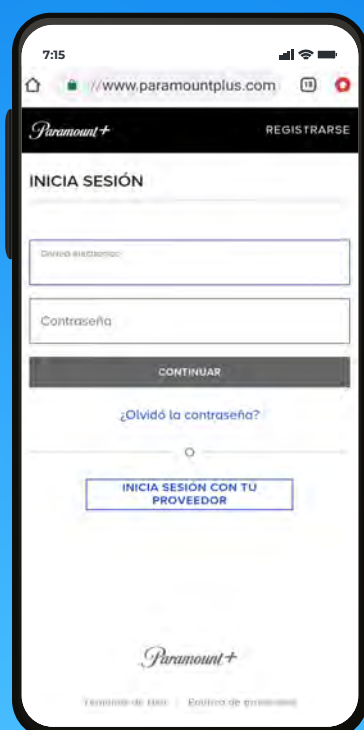 7:15
//www.paramountplus.com
Paramount+ REGISTRARSE
INICIA SESIÓN
Contraseña
CONTINUAR
¿Olvidó la contraseña?
O
INICIA SESIÓN CON TU
PROVEEDOR
Paramount+